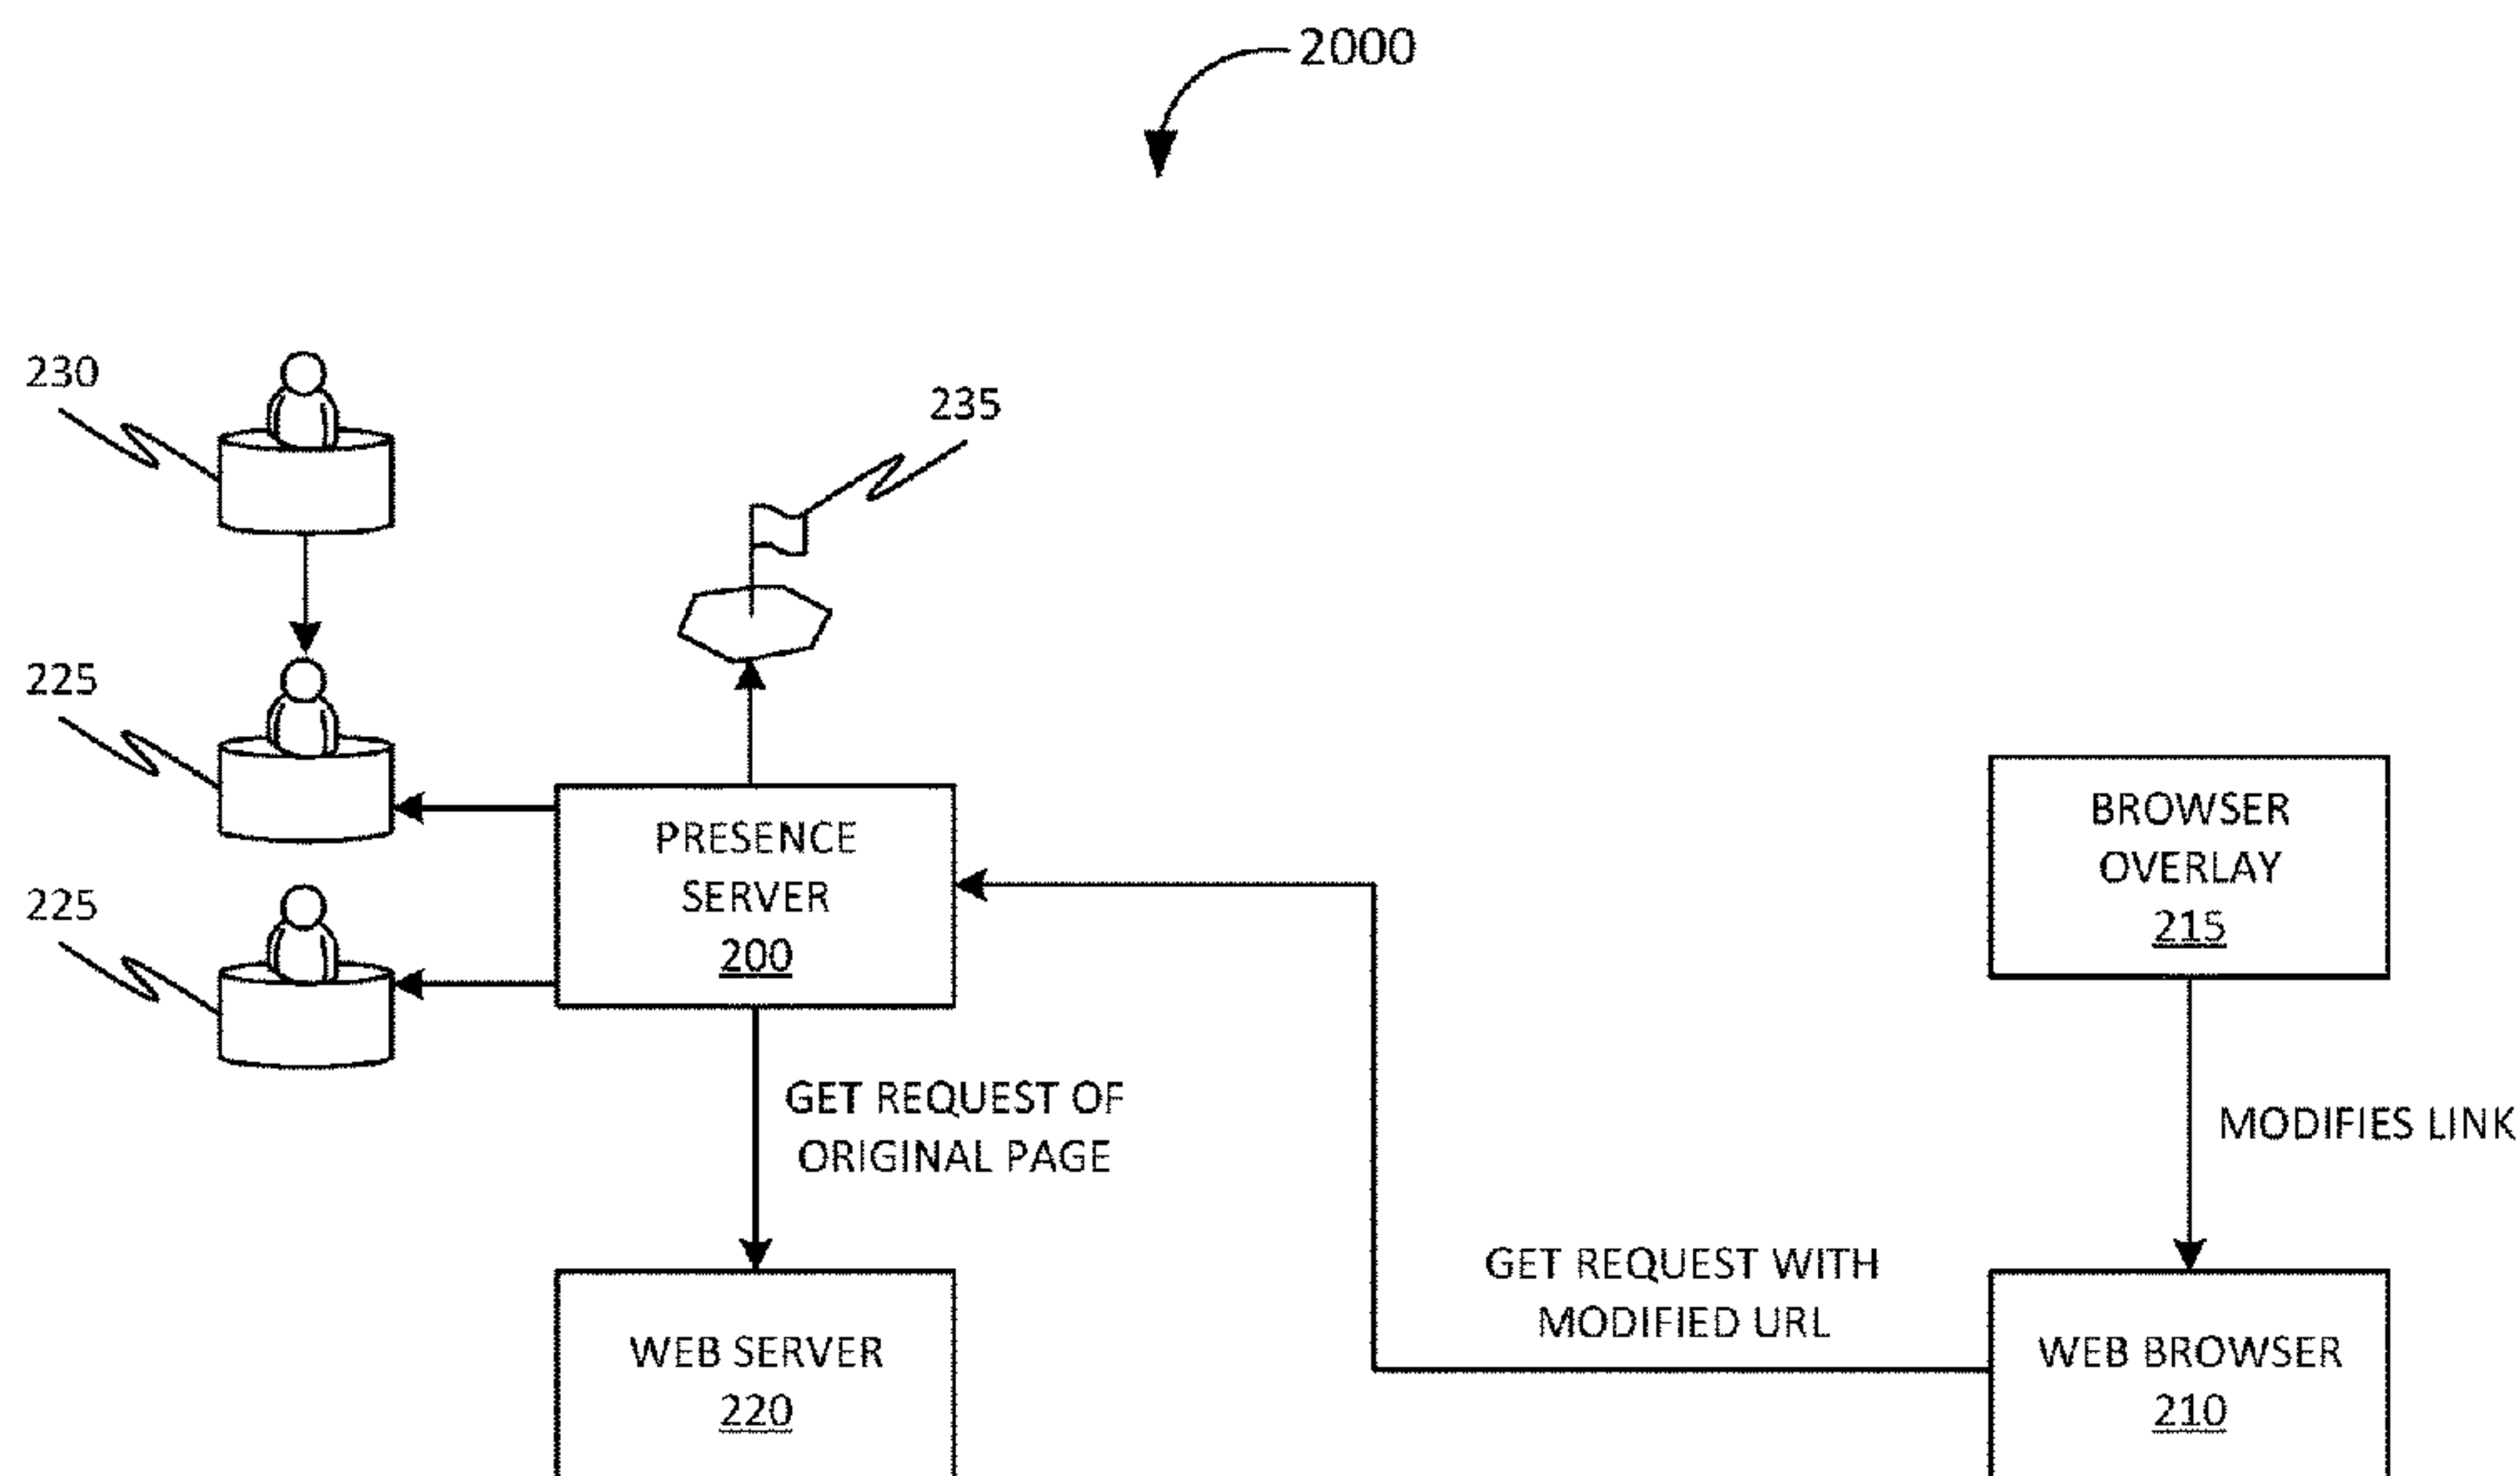 2000
230
235
225
PRESENCE
SERVER
200
BROWSER
OVERLAY
215
225
GET REQUEST OF
ORIGINAL PAGE
MODIFIES LINK
GET REQUEST WITH
MODIFIED URL
WEB SERVER
220
WEB BROWSER
210